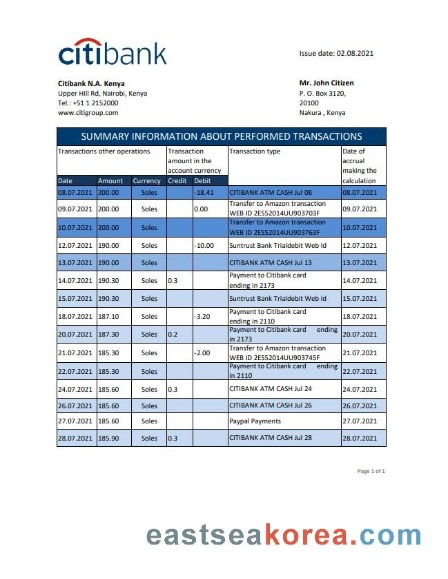 citibank
Issue date: 02.08.2021
Citibank N.A. Kenya
Upper Hill Rd, Nairobi, Kenya
Tel.: +51 1 2152000
www.citigroup.com
Mr. John Citizen
P. O. Box 3120,
20100
Nakura , Kenya
SUMMARY INFORMATION ABOUT PERFORMED TRANSACTIONS
Transactions other operations
Transaction
amount in the
account currency
Transaction type
Date of
accrual
making the
calculation
Date Amount Currency Credit Debit
08.07.2021 200.00 Soles -18.41 CITIBANK ATM CASH Jul 08 08.07.2021
09.07.2021 200.00 Soles 0.00 Transfer to Amazon transaction
WEB ID 2ES52014UU903703F 09.07.2021
10.07.2021 200.00 Soles Transfer to Amazon transaction
WEB ID 2ES52014UU903763F 10.07.2021
12.07.2021 190.00 Soles -10.00 Suntrust Bank Trialdebit Web Id 12.07.2021
13.07.2021 190.00 Soles CITIBANK ATM CASH Jul 13 13.07.2021
14.07.2021 190.30 Soles 0.3 Payment to Citibank card
ending in 2173 14.07.2021
15.07.2021 190.30 Soles Suntrust Bank Trialdebit Web Id 15.07.2021
18.07.2021 187.10 Soles -3.20 Payment to Citibank card
ending in 2110 18.07.2021
20.07.2021 187.30 Soles 0.2 Payment to Citibank card ending
in 2173 20.07.2021
21.07.2021 185.30 Soles -2.00 Transfer to Amazon transaction
WEB ID 2ES52014UU903745F 21.07.2021
22.07.2021 185.30 Soles Payment to Citibank card ending
in 2110 22.07.2021
24.07.2021 185.60 Soles 0.3 CITIBANK ATM CASH Jul 24 24.07.2021
26.07.2021 185.60 Soles CITIBANK ATM CASH Jul 26 26.07.2021
27.07.2021 185.60 Soles Paypal Payments 27.07.2021
28.07.2021 185.90 Soles 0.3 CITIBANK ATM CASH Jul 28 28.07.2021
Page 1 of 1
eastseakorea.com